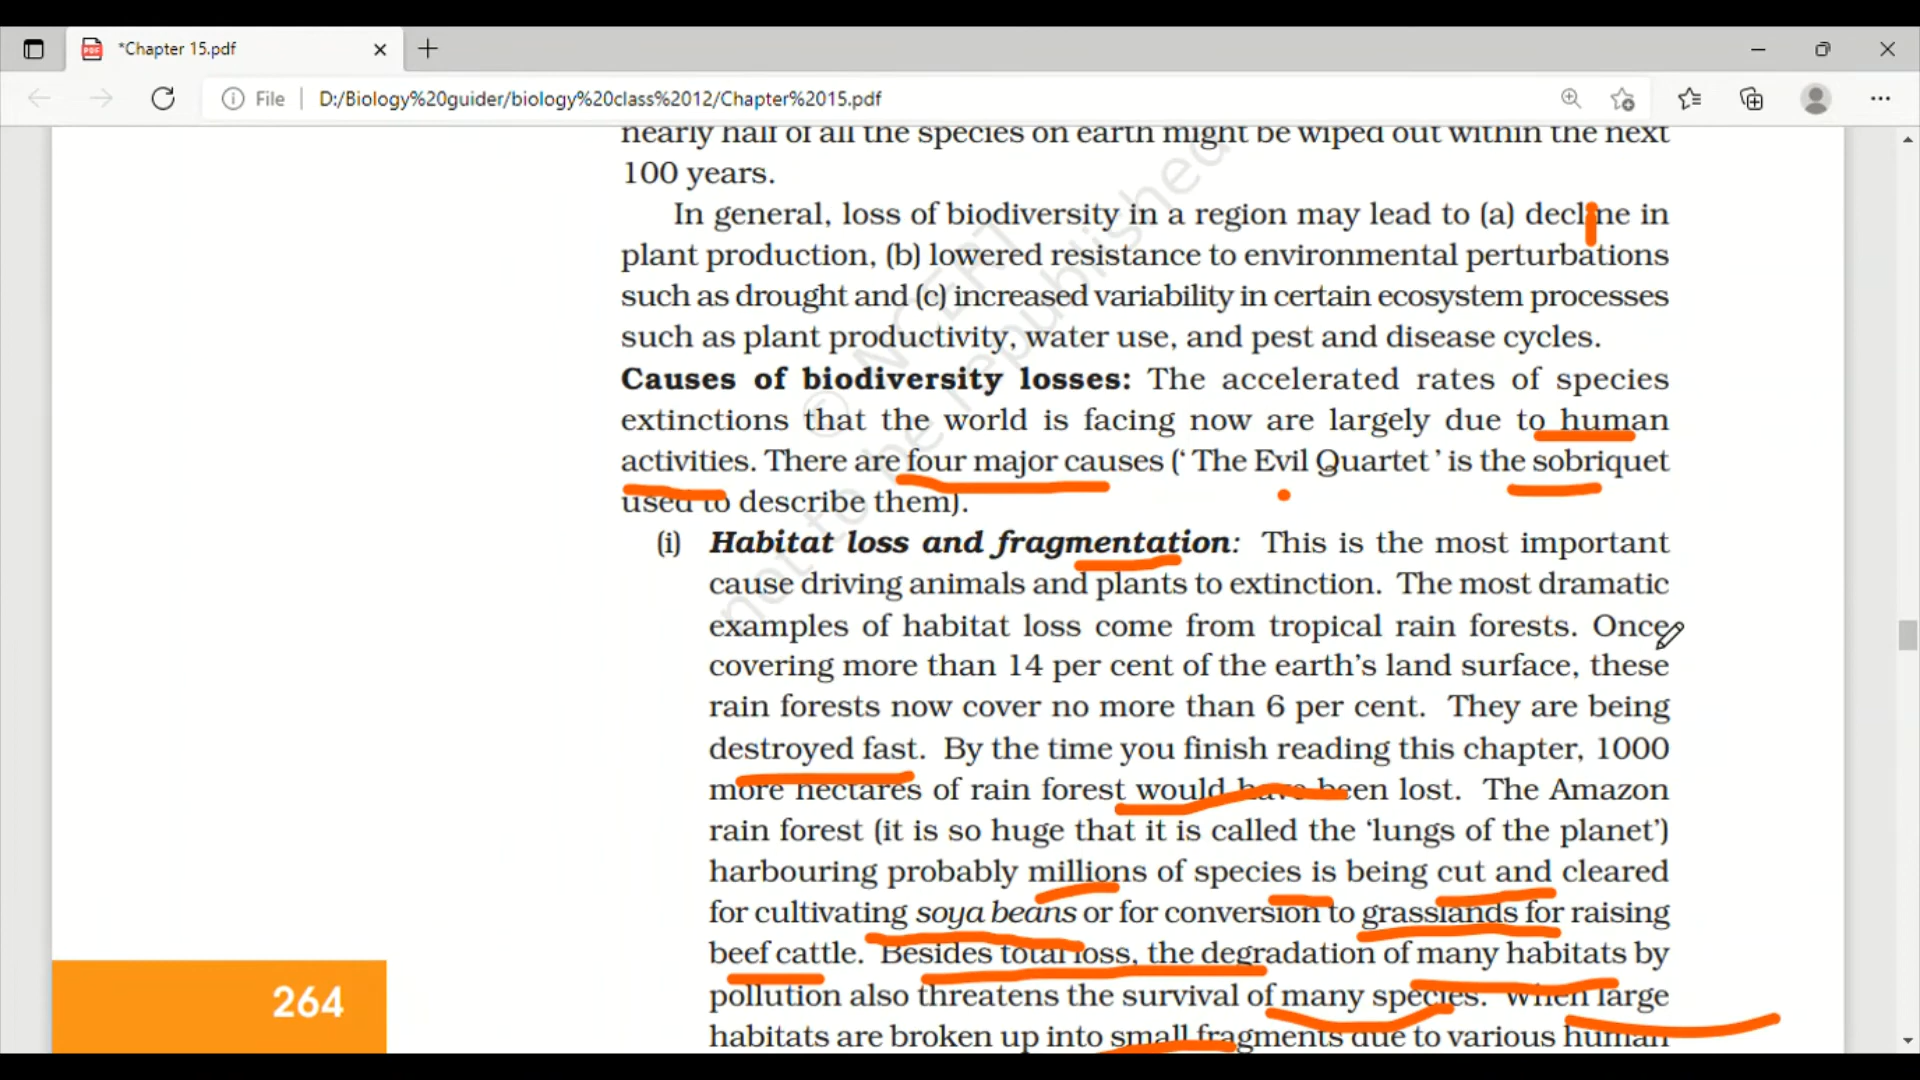 *Chapter 15.pdf
File D:/Biology%20guider/biology%20class%2012/Chapter%2015.pdf
nearly half of all the species on earth might be wiped out within the next
100 years.
In general, loss of biodiversity in a region may lead to (a) decline in
plant production, (b) lowered resistance to environmental perturbations
such as drought and (c) increased variability in certain ecosystem processes
such as plant productivity, water use, and pest and disease cycles.
Causes of biodiversity losses: The accelerated rates of species
extinctions that the world is facing now are largely due to human
activities. There are four major causes (‘ The Evil Quartet ’ is the sobriquet
used to describe them).
(i) Habitat loss and fragmentation: This is the most important
cause driving animals and plants to extinction. The most dramatic
examples of habitat loss come from tropical rain forests. Once
covering more than 14 per cent of the earth’s land surface, these
rain forests now cover no more than 6 per cent. They are being
destroyed fast. By the time you finish reading this chapter, 1000
more hectares of rain forest would have been lost. The Amazon
rain forest (it is so huge that it is called the ‘lungs of the planet’)
harbouring probably millions of species is being cut and cleared
for cultivating soya beans or for conversion to grasslands for raising
beef cattle. Besides total loss, the degradation of many habitats by
pollution also threatens the survival of many species. When large
habitats are broken up into small fragments due to various human
264
© NCERT
not to be republished